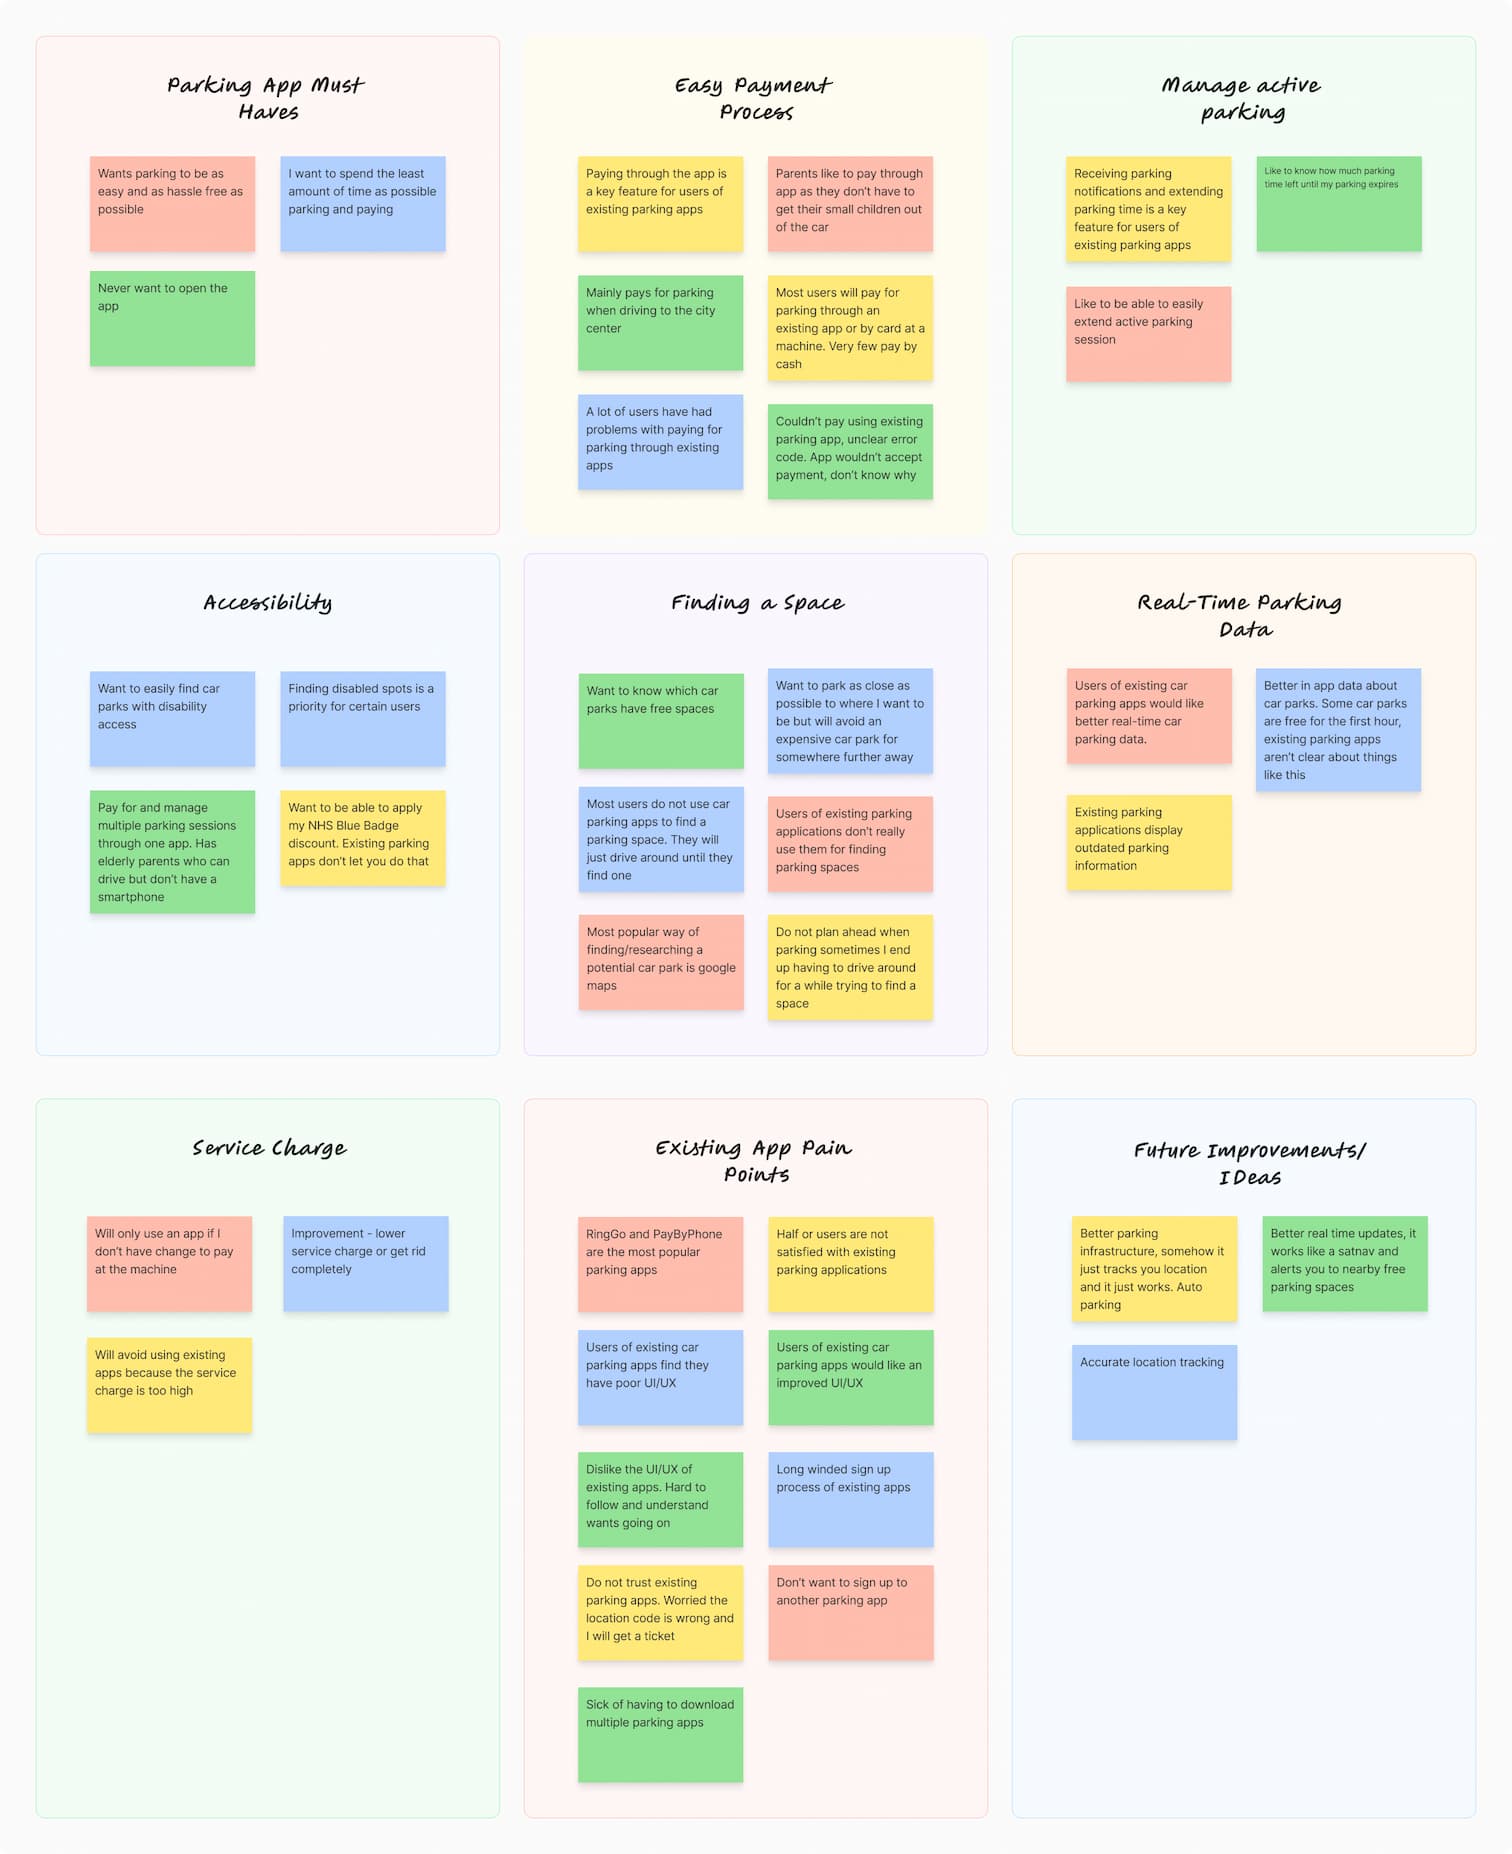 Parking App Must
Haves
Wants parking to be as
easy and as hassle free as
possible
I want to spend the least
amount of time as possible
parking and paying
Never want to open the
app
Easy Payment
Process
Paying through the app is
a key feature for users of
existing parking apps
Parents like to pay through
app as they don't have to
get their small children out
of the car
Mainly pays for parking
when driving to the city
center
Most users will pay for
parking through an
existing app or by card at a
machine. Very few pay by
cash
A lot of users have had
problems with paying for
parking through existing
apps
Couldn't pay using existing
parking app, unclear error
code. App wouldn't accept
payment, don't know why
Manage active
parking
Receiving parking
notifications and extending
parking time is a key
feature for users of
existing parking apps
Like to know how much parking
time left until my parking expires
Like to be able to easily
extend active parking
session
Accessibility
Want to easily find car
parks with disability
access
Finding disabled spots is a
priority for certain users
Pay for and manage
multiple parking sessions
through one app. Has
elderly parents who can
drive but don't have a
smartphone
Want to be able to apply
my NHS Blue Badge
discount. Existing parking
apps don't let you do that
Finding a Space
Want to know which car
parks have free spaces
Want to park as close as
possible to where I want to
be but will avoid an
expensive car park for
somewhere further away
Most users do not use car
parking apps to find a
parking space. They will
just drive around until they
find one
Users of existing parking
applications don't really
use them for finding
parking spaces
Most popular way of
finding/researching a
potential car park is google
maps
Do not plan ahead when
parking sometimes I end
up having to drive around
for a while trying to find a
space
Real-Time Parking
Data
Users of existing car
parking apps would like
better real-time car
parking data.
Better in app data about
car parks. Some car parks
are free for the first hour,
existing parking apps
aren't clear about things
like this
Existing parking
applications display
outdated parking
information
Service Charge
Will only use an app if I
don't have change to pay
at the machine
Improvement - lower
service charge or get rid
completely
Will avoid using existing
apps because the service
charge is too high
Existing App Pain
Points
RingGo and PayByPhone
are the most popular
parking apps
Half or users are not
satisfied with existing
parking applications
Users of existing car
parking apps find they
have poor UI/UX
Users of existing car
parking apps would like an
improved UI/UX
Dislike the UI/UX of
existing apps. Hard to
follow and understand
wants going on
Long winded sign up
process of existing apps
Do not trust existing
parking apps. Worried the
location code is wrong and
I will get a ticket
Don't want to sign up to
another parking app
Sick of having to download
multiple parking apps
Future Improvements/
IDeas
Better parking
infrastructure, somehow it
just tracks you location
and it just works. Auto
parking
Better real time updates, it
works like a satnav and
alerts you to nearby free
parking spaces
Accurate location tracking